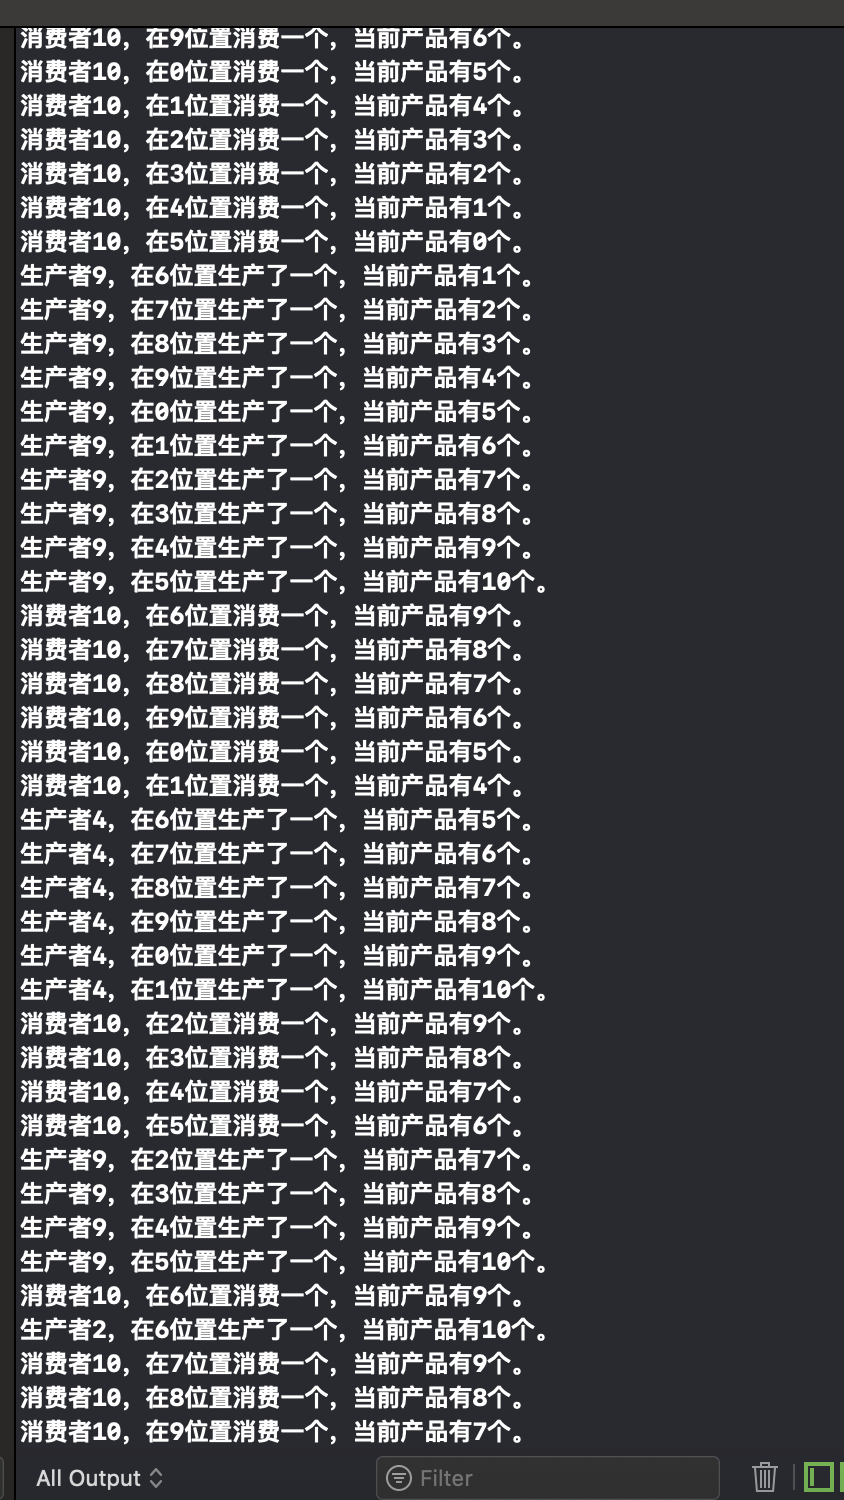 消费者10，在9位置消费一个，当前产品有6个。
消费者10，在0位置消费一个，当前产品有5个。
消费者10，在1位置消费一个，当前产品有4个。
消费者10，在2位置消费一个，当前产品有3个。
消费者10，在3位置消费一个，当前产品有2个。
消费者10，在4位置消费一个，当前产品有1个。
消费者10，在5位置消费一个，当前产品有0个。
生产者9，在6位置生产了一个，当前产品有1个。
生产者9，在7位置生产了一个，当前产品有2个。
生产者9，在8位置生产了一个，当前产品有3个。
生产者9，在9位置生产了一个，当前产品有4个。
生产者9，在0位置生产了一个，当前产品有5个。
生产者9，在1位置生产了一个，当前产品有6个。
生产者9，在2位置生产了一个，当前产品有7个。
生产者9，在3位置生产了一个，当前产品有8个。
生产者9，在4位置生产了一个，当前产品有9个。
生产者9，在5位置生产了一个，当前产品有10个。
消费者10，在6位置消费一个，当前产品有9个。
消费者10，在7位置消费一个，当前产品有8个。
消费者10，在8位置消费一个，当前产品有7个。
消费者10，在9位置消费一个，当前产品有6个。
消费者10，在0位置消费一个，当前产品有5个。
消费者10，在1位置消费一个，当前产品有4个。
生产者4，在6位置生产了一个，当前产品有5个。
生产者4，在7位置生产了一个，当前产品有6个。
生产者4，在8位置生产了一个，当前产品有7个。
生产者4，在9位置生产了一个，当前产品有8个。
生产者4，在0位置生产了一个，当前产品有9个。
生产者4，在1位置生产了一个，当前产品有10个。
消费者10，在2位置消费一个，当前产品有9个。
消费者10，在3位置消费一个，当前产品有8个。
消费者10，在4位置消费一个，当前产品有7个。
消费者10，在5位置消费一个，当前产品有6个。
生产者9，在2位置生产了一个，当前产品有7个。
生产者9，在3位置生产了一个，当前产品有8个。
生产者9，在4位置生产了一个，当前产品有9个。
生产者9，在5位置生产了一个，当前产品有10个。
消费者10，在6位置消费一个，当前产品有9个。
生产者2，在6位置生产了一个，当前产品有10个。
消费者10，在7位置消费一个，当前产品有9个。
消费者10，在8位置消费一个，当前产品有8个。
消费者10，在9位置消费一个，当前产品有7个。
All Output Filter